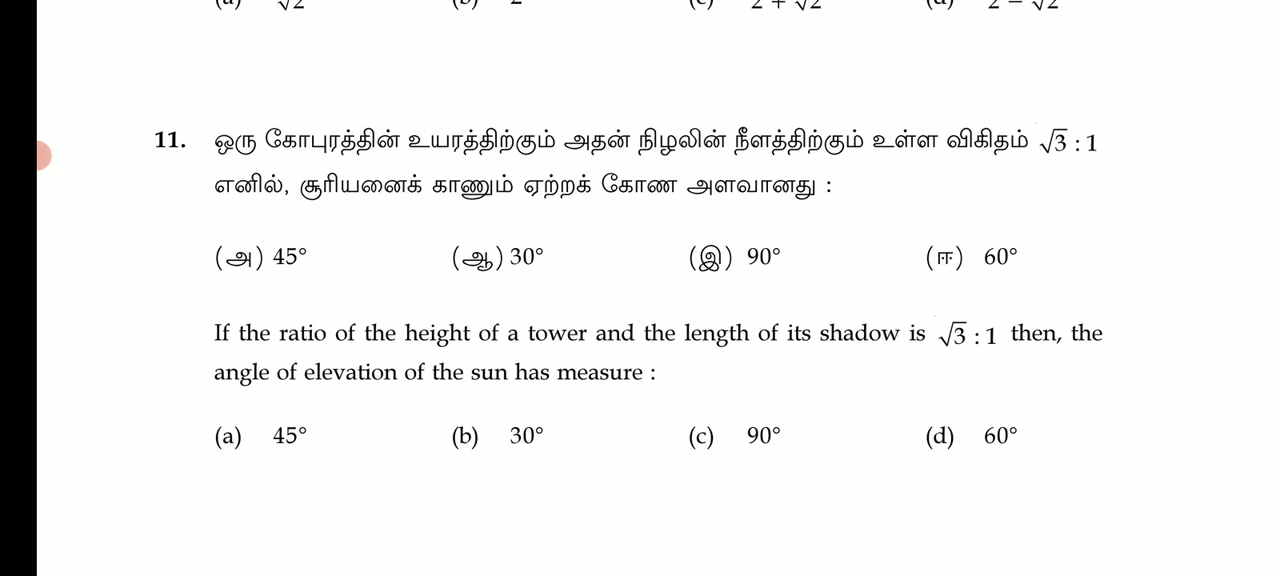 11. ஒரு கோபுரத்தின் உயரத்திற்கும் அதன் நிழலின் நீளத்திற்கும் உள்ள விகிதம் √3 : 1
எனில், சூரியனைக் காணும் ஏற்றக் கோண அளவானது :
(அ) 45° (ஆ) 30° (இ) 90° (ஈ) 60°
If the ratio of the height of a tower and the length of its shadow is √3 : 1 then, the
angle of elevation of the sun has measure :
(a) 45° (b) 30° (c) 90° (d) 60°